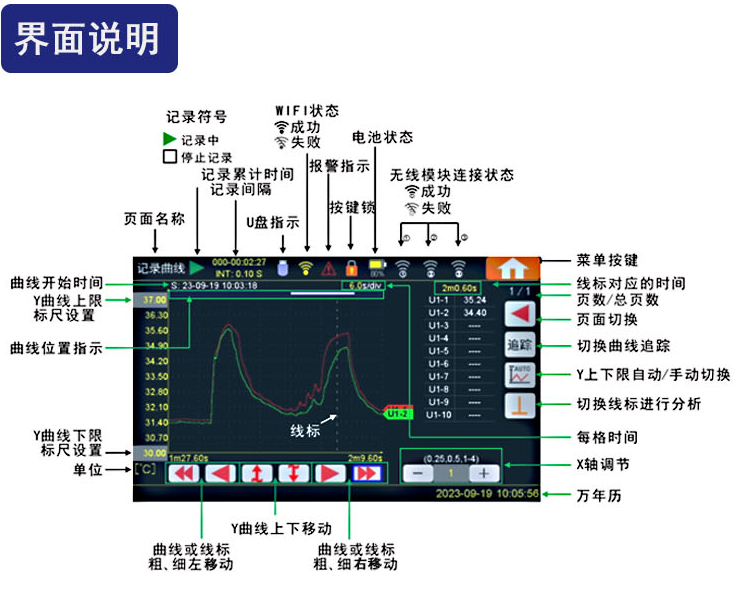 界面说明
WIFI状态
记录符号
成功
电池状态
记录中
失败
停止记录
报警指示
无线模块连接状态
记录累计时间
成功
记录间隔
失败
按键锁
页面名称
U盘指示
① ② ③
记录曲线
000-00:02:27
INT: 0.10 S
80%
菜单按键
曲线开始时间
S: 23-09-19 10:03:18
6.0s/div
2m0.60s
线标对应的时间
Y曲线上限
标尺设置
37.00
1 / 1
页数/总页数
U1-1 35.24
36.30
U1-2 34.40
页面切换
35.60
U1-3 ----
曲线位置指示
34.90
U1-4 ----
追踪
切换曲线追踪
34.20
U1-5 ----
33.50
U1-6 ----
AUTO
Y上下限自动/手动切换
32.80
U1-7 ----
U1-8 ----
32.10
U1-9 ----
切换线标进行分析
31.40
U1-2
U1-10 ----
30.70
线标
Y曲线下限
标尺设置
30.00
每格时间
1m27.60s
2m9.60s
(0.25,0.5,1-4)
单位
[℃]
− 1 +
X轴调节
2023-09-19 10:05:56
万年历
Y曲线上下移动
曲线或线标
粗、细左移动
曲线或线标
粗、细右移动